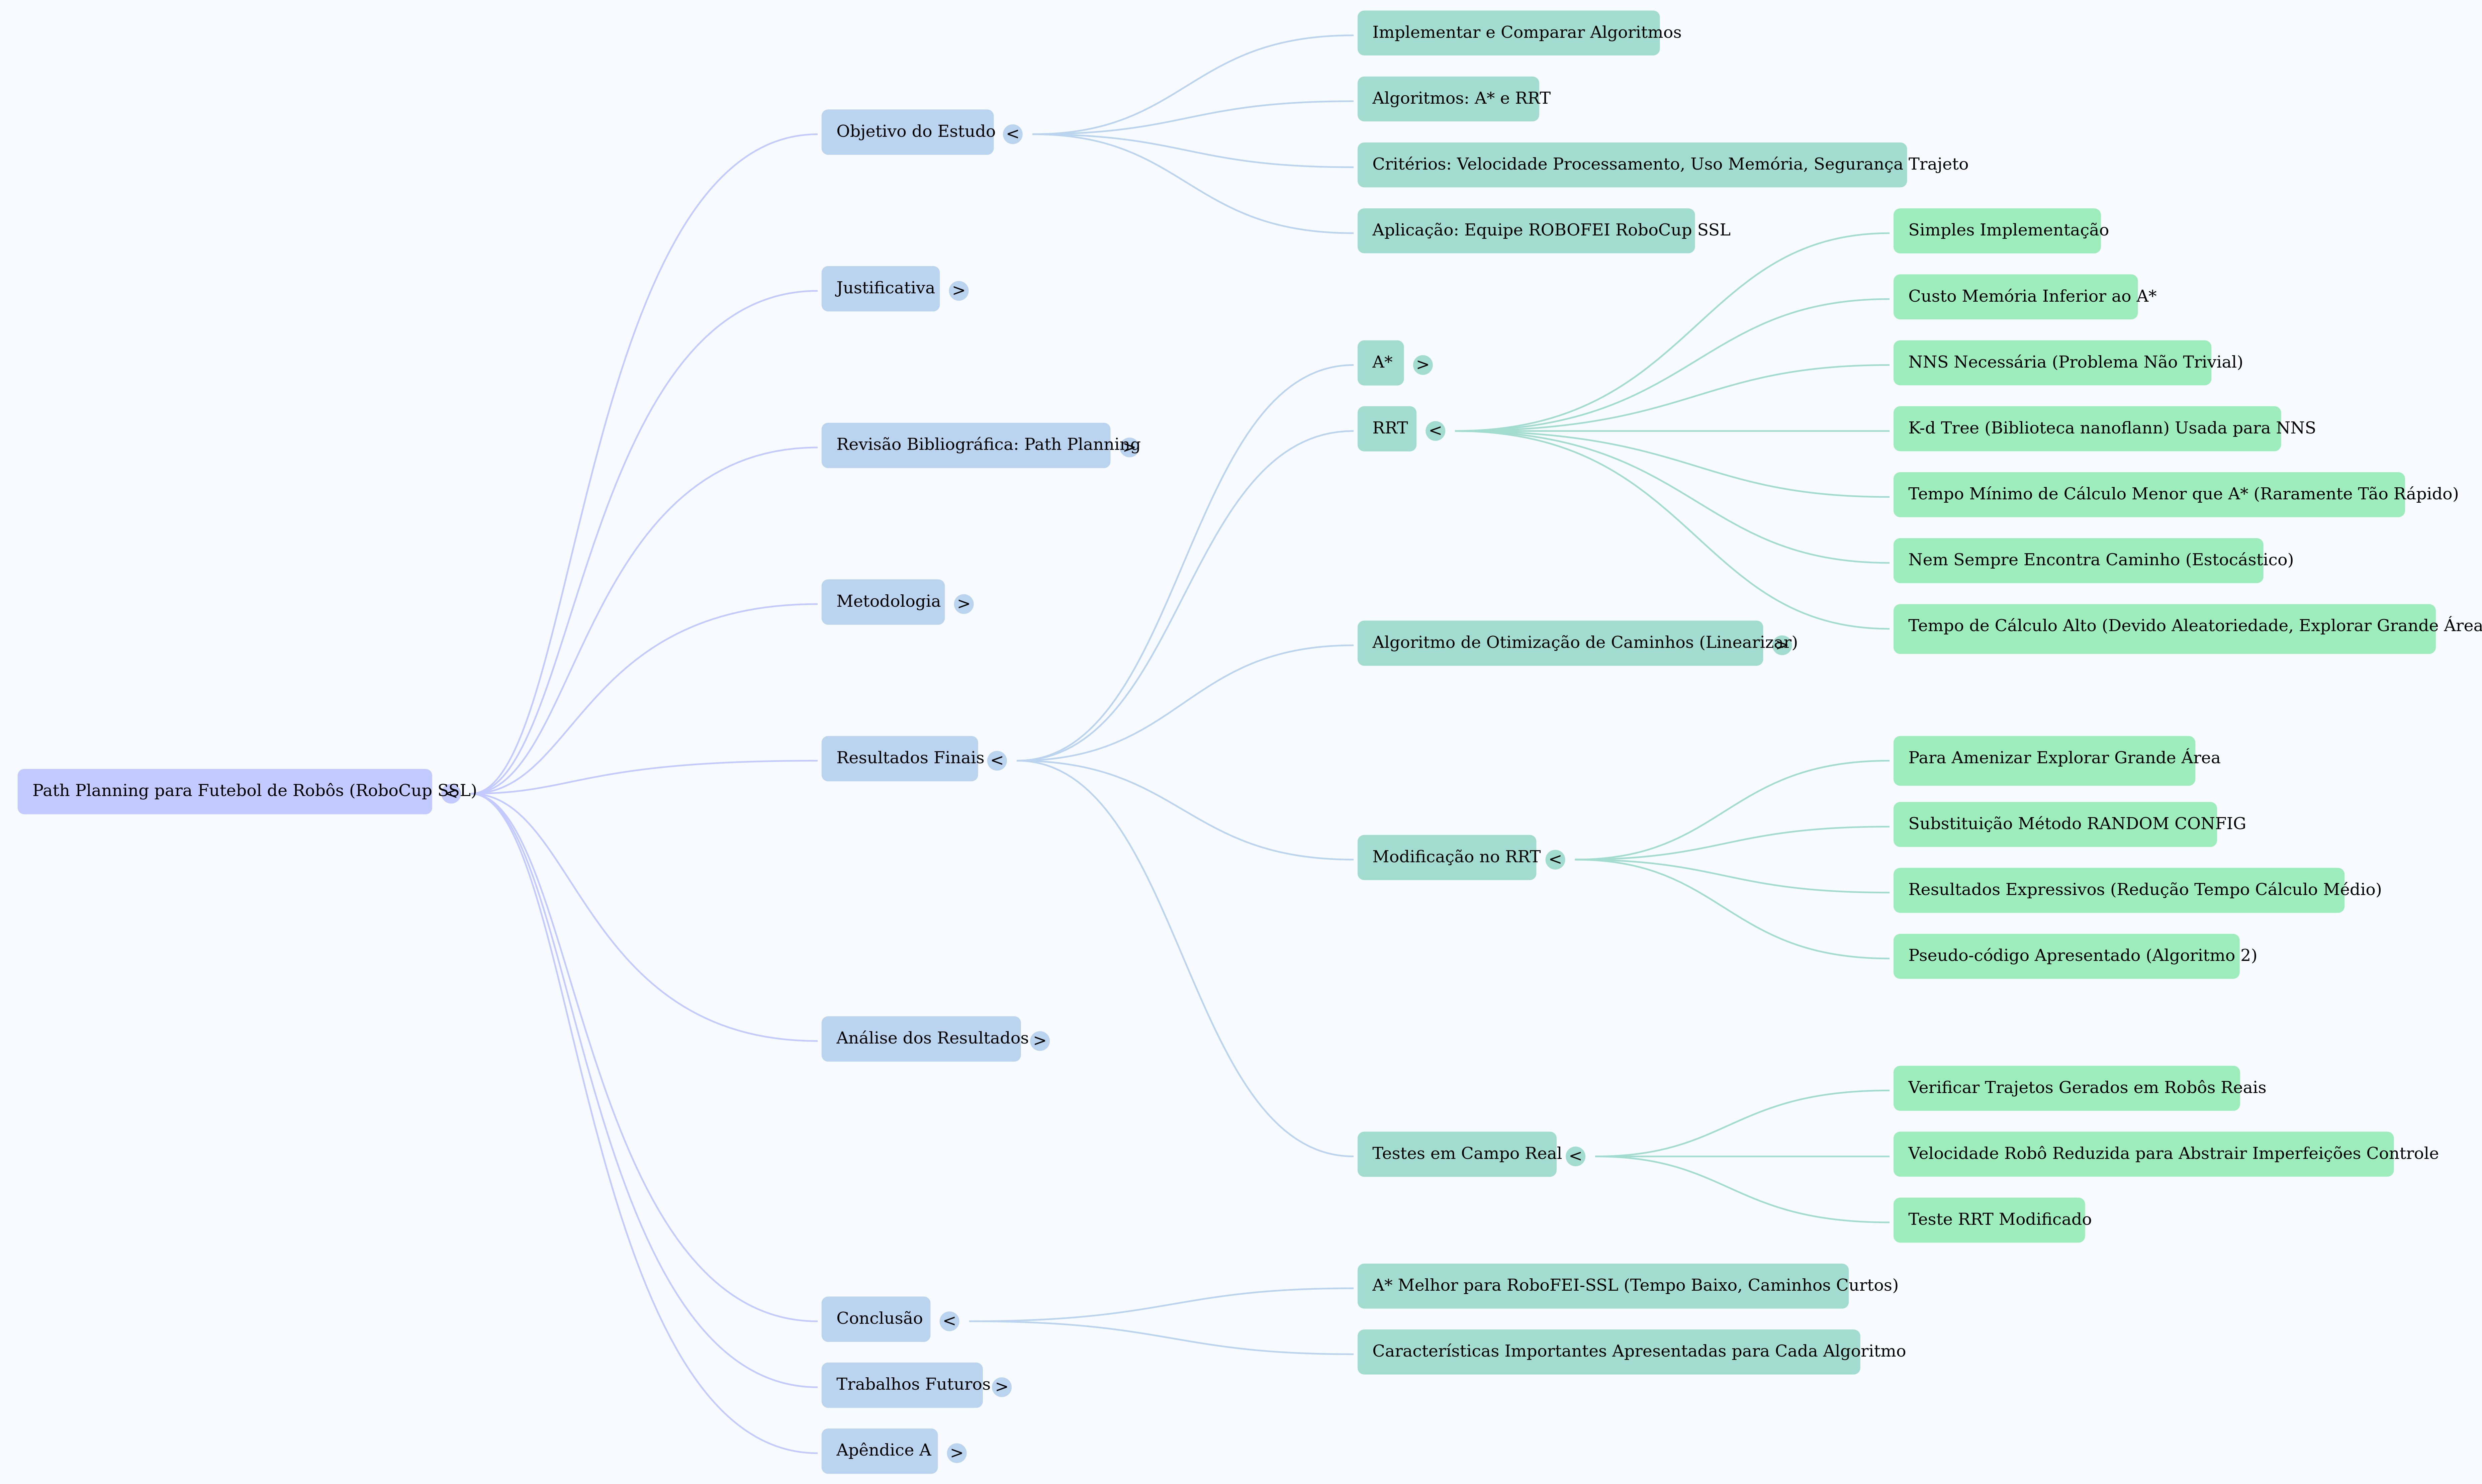 Path Planning para Futebol de Robôs (RoboCup SSL)
<
Objetivo do Estudo
<
Implementar e Comparar Algoritmos
Algoritmos: A* e RRT
Critérios: Velocidade Processamento, Uso Memória, Segurança Trajeto
Aplicação: Equipe ROBOFEI RoboCup SSL
Justificativa
>
Revisão Bibliográfica: Path Planning
>
Metodologia
>
Resultados Finais
<
A*
>
RRT
<
Simples Implementação
Custo Memória Inferior ao A*
NNS Necessária (Problema Não Trivial)
K-d Tree (Biblioteca nanoflann) Usada para NNS
Tempo Mínimo de Cálculo Menor que A* (Raramente Tão Rápido)
Nem Sempre Encontra Caminho (Estocástico)
Tempo de Cálculo Alto (Devido Aleatoriedade, Explorar Grande Área
Algoritmo de Otimização de Caminhos (Linearizar)
>
Modificação no RRT
<
Para Amenizar Explorar Grande Área
Substituição Método RANDOM CONFIG
Resultados Expressivos (Redução Tempo Cálculo Médio)
Pseudo-código Apresentado (Algoritmo 2)
Testes em Campo Real
<
Verificar Trajetos Gerados em Robôs Reais
Velocidade Robô Reduzida para Abstrair Imperfeições Controle
Teste RRT Modificado
Análise dos Resultados
>
Conclusão
<
A* Melhor para RoboFEI-SSL (Tempo Baixo, Caminhos Curtos)
Características Importantes Apresentadas para Cada Algoritmo
Trabalhos Futuros
>
Apêndice A
>